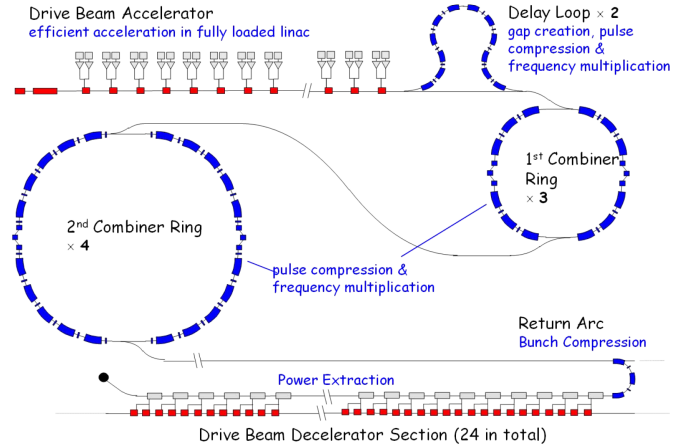 Drive Beam Accelerator
efficient acceleration in fully loaded linac
Delay Loop × 2
gap creation, pulse
compression &
frequency multiplication
1st Combiner
Ring
× 3
2nd Combiner Ring
× 4
pulse compression &
frequency multiplication
Return Arc
Bunch Compression
Power Extraction
Drive Beam Decelerator Section (24 in total)